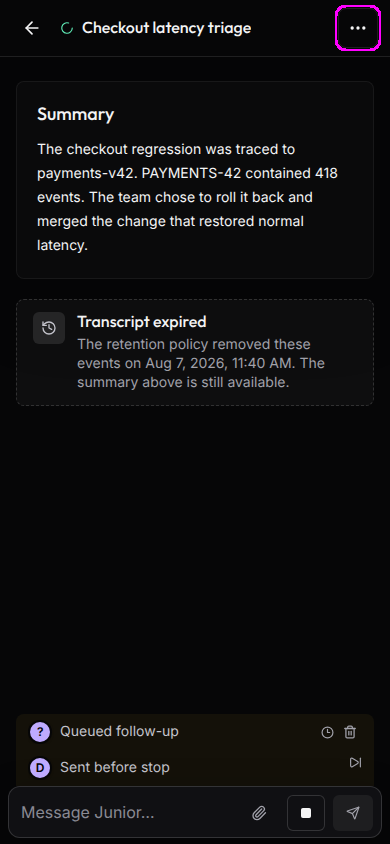 Checkout latency triage
Summary
The checkout regression was traced to
payments-v42. PAYMENTS-42 contained 418
events. The team chose to roll it back and
merged the change that restored normal
latency.
Transcript expired
The retention policy removed these
events on Aug 7, 2026, 11:40 AM. The
summary above is still available.
? Queued follow-up
D Sent before stop
Message Junior...